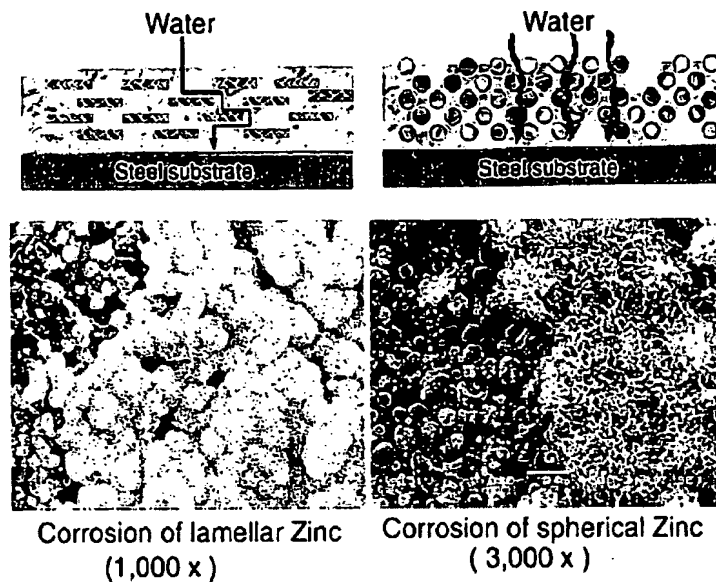 Water
Water
Steel substrate
Steel substrate
Corrosion of lamellar Zinc
(1,000 x )
Corrosion of spherical Zinc
( 3,000 x )